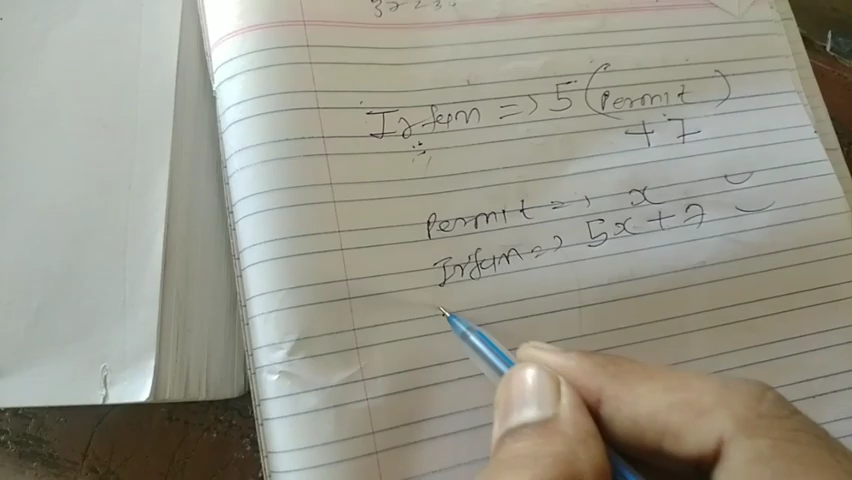 Irfan => 5 (permit)
+ 7
permit => x
Irfan => 5x + 7